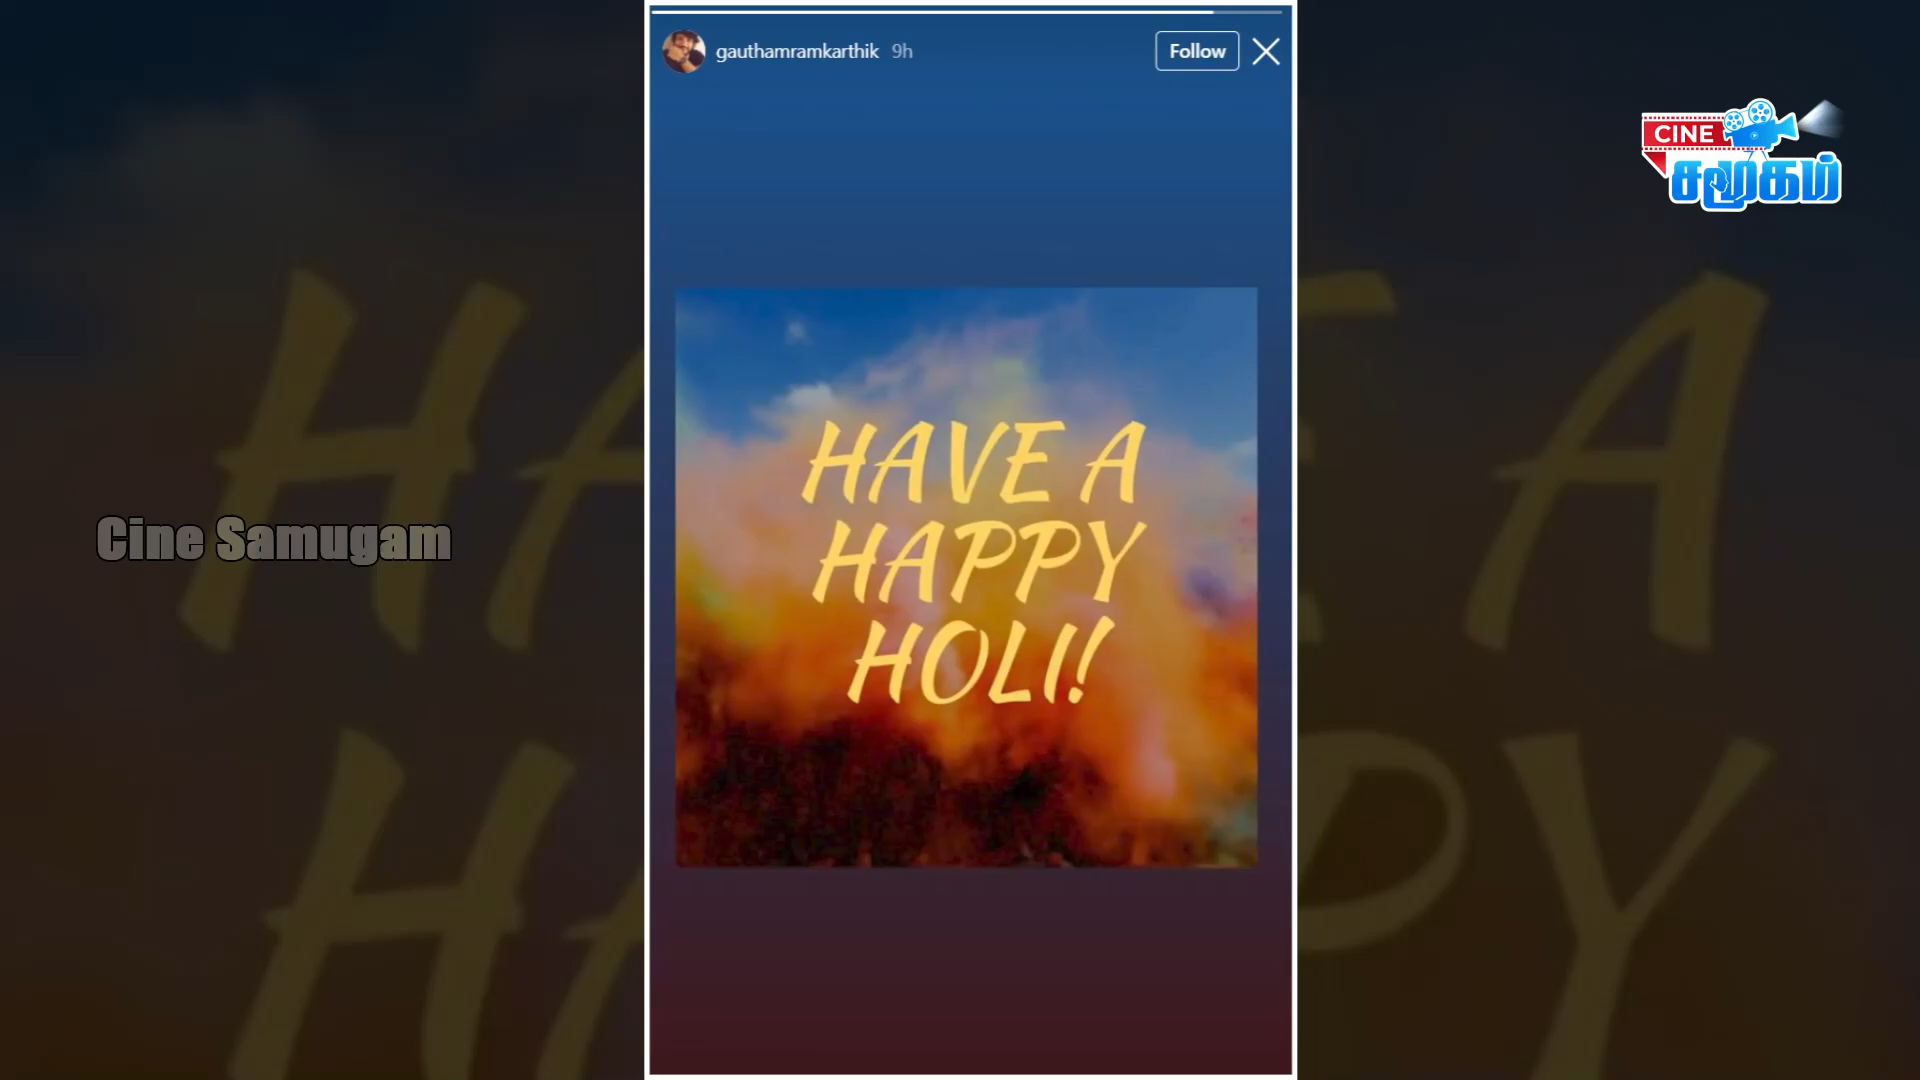 gauthamramkarthik 9h
Follow
CINE
சமூகம்
HAVE A
HAPPY
HOLI!
Cine Samugam